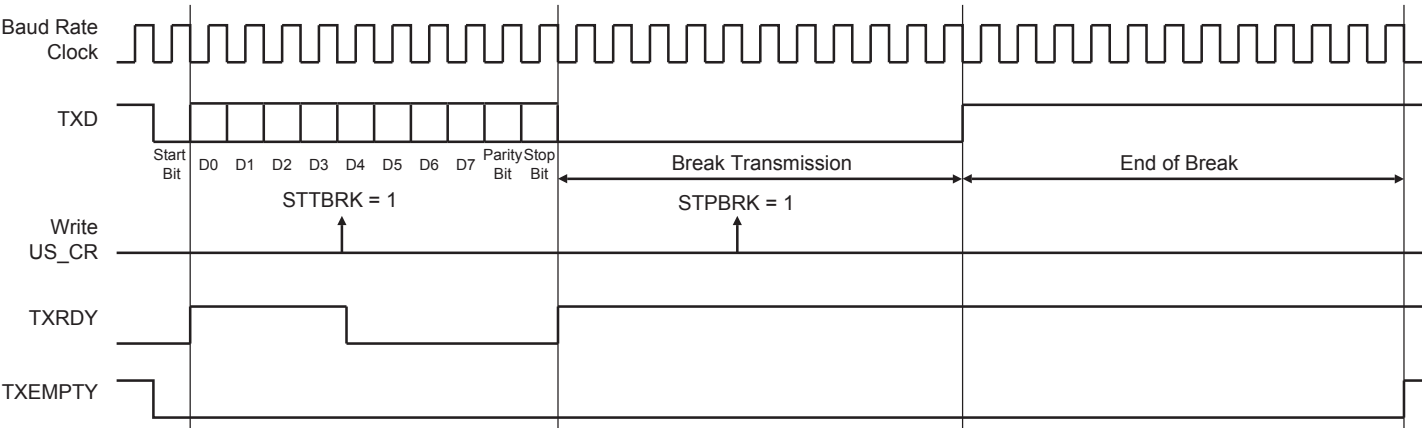 Baud Rate
Clock
TXD
Start
Bit
D0 D1 D2 D3 D4 D5 D6 D7
Parity
Bit
Stop
Bit
Break Transmission
End of Break
STTBRK = 1
STPBRK = 1
Write
US_CR
TXRDY
TXEMPTY